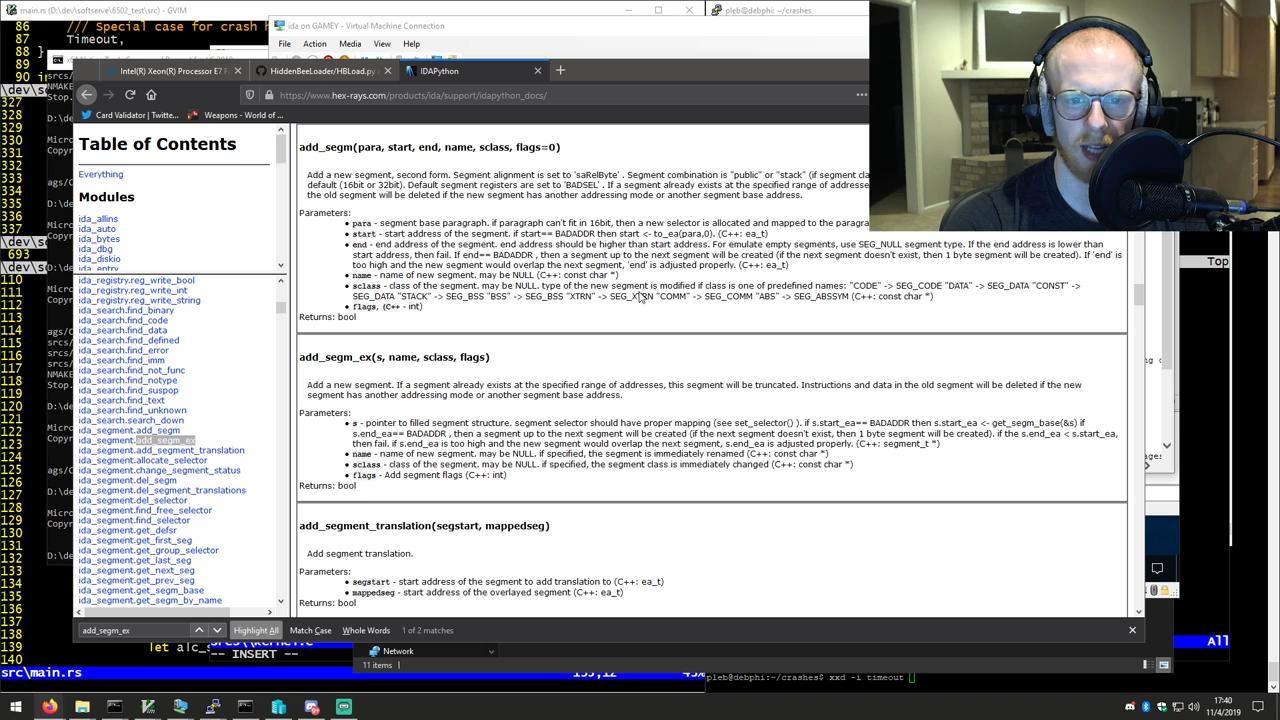 main.rs (D:\dev\softserve\6502_test\src) - GVIM
pleb@debphi: ~/crashes
86 /// Special case for crash
87 Timeout,
88 }
ida on GAMEY - Virtual Machine Connection
File Action Media View Help
Intel(R) Xeon(R) Processor E7
HiddenBeeLoader/HBLoad.py
IDAPython
https://www.hex-rays.com/products/ida/support/idapython_docs/
Card Validator / Twitte...
Weapons - World of ...
Table of Contents
Everything
Modules
ida_allins
ida_auto
ida_bytes
ida_dbg
ida_diskio
ida_entry
ida_registry.reg_write_bool
ida_registry.reg_write_int
ida_registry.reg_write_string
ida_search.find_binary
ida_search.find_code
ida_search.find_data
ida_search.find_defined
ida_search.find_error
ida_search.find_imm
ida_search.find_not_func
ida_search.find_notype
ida_search.find_suspop
ida_search.find_text
ida_search.find_unknown
ida_search.search_down
ida_segment.add_segm
ida_segment.add_segm_ex
ida_segment.add_segment_translation
ida_segment.allocate_selector
ida_segment.change_segment_status
ida_segment.del_segm
ida_segment.del_segment_translations
ida_segment.del_selector
ida_segment.find_free_selector
ida_segment.find_selector
ida_segment.get_defsr
ida_segment.get_first_seg
ida_segment.get_group_selector
ida_segment.get_last_seg
ida_segment.get_next_seg
ida_segment.get_prev_seg
ida_segment.get_segm_base
ida_segment.get_segm_by_name
add_segm(para, start, end, name, sclass, flags=0)
Add a new segment, second form. Segment alignment is set to 'saRelByte' . Segment combination is "public" or "stack" (if segment clas
default (16bit or 32bit). Default segment registers are set to 'BADSEL' . If a segment already exists at the specified range of addresse
the old segment will be deleted if the new segment has another addressing mode or another segment base address.
Parameters:
• para - segment base paragraph. if paragraph can't fit in 16bit, then a new selector is allocated and mapped to the paragra
• start - start address of the segment. if start== BADADDR then start <- to_ea(para,0). (C++: ea_t)
• end - end address of the segment. end address should be higher than start address. For emulate empty segments, use SEG_NULL segment type. If the end address is lower than
start address, then fail. If end== BADADDR , then a segment up to the next segment will be created (if the next segment doesn't exist, then 1 byte segment will be created). If 'end' is
too high and the new segment would overlap the next segment, 'end' is adjusted properly. (C++: ea_t)
• name - name of new segment. may be NULL (C++: const char *)
• sclass - class of the segment. may be NULL. type of the new segment is modified if class is one of predefined names: "CODE" -> SEG_CODE "DATA" -> SEG_DATA "CONST" ->
SEG_DATA "STACK" -> SEG_BSS "BSS" -> SEG_BSS "XTRN" -> SEG_XTRN "COMM" -> SEG_COMM "ABS" -> SEG_ABSSYM (C++: const char *)
• flags, (C++ - int)
Returns: bool
add_segm_ex(s, name, sclass, flags)
Add a new segment. If a segment already exists at the specified range of addresses, this segment will be truncated. Instructions and data in the old segment will be deleted if the new
segment has another addressing mode or another segment base address.
Parameters:
• s - pointer to filled segment structure. segment selector should have proper mapping (see set_selector() ). if s.start_ea== BADADDR then s.start_ea <- get_segm_base(&s) if
s.end_ea== BADADDR , then a segment up to the next segment will be created (if the next segment doesn't exist, then 1 byte segment will be created). if the s.end_ea < s.start_ea,
then fail. if s.end_ea is too high and the new segment would overlap the next segment, s.end_ea is adjusted properly. (C++: segment_t *)
• name - name of new segment. may be NULL. if specified, the segment is immediately renamed (C++: const char *)
• sclass - class of the segment. may be NULL. if specified, the segment class is immediately changed (C++: const char *)
• flags - Add segment flags (C++: int)
Returns: bool
add_segment_translation(segstart, mappedseg)
Add segment translation.
Parameters:
• segstart - start address of the segment to add translation to (C++: ea_t)
• mappedseg - start address of the overlayed segment (C++: ea_t)
Returns: bool
add_segm_ex
Highlight All Match Case Whole Words 1 of 2 matches
Top
All
139 let alc_s
140 -- INSERT --
Network
11 items
src\main.rs
pleb@debphi:~/crashes$ xxd -i timeout
17:40
11/4/2019